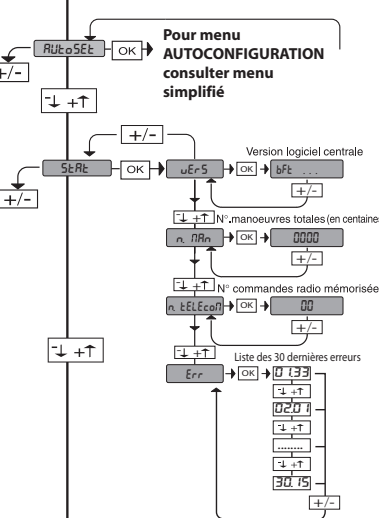 Pour menu
AUTOCONFIGURATION
consulter menu
simplifié
AUtoSEt
OK
+/-
- ↓ +↑
+/-
StAt
OK
Version logiciel centrale
vErS
OK
bFt ...
+/-
- ↓ +↑
N°.manoeuvres totales (en centaine
n. MAn
OK
0000
+/-
- ↓ +↑
N° commandes radio mémorisée
n. tELEcoM
OK
00
+/-
+/-
- ↓ +↑
- ↓ +↑
Liste des 30 dernières erreurs
Err
OK
01.33
- ↓ +↑
02.01
- ↓ +↑
........
- ↓ +↑
30.15
+/-